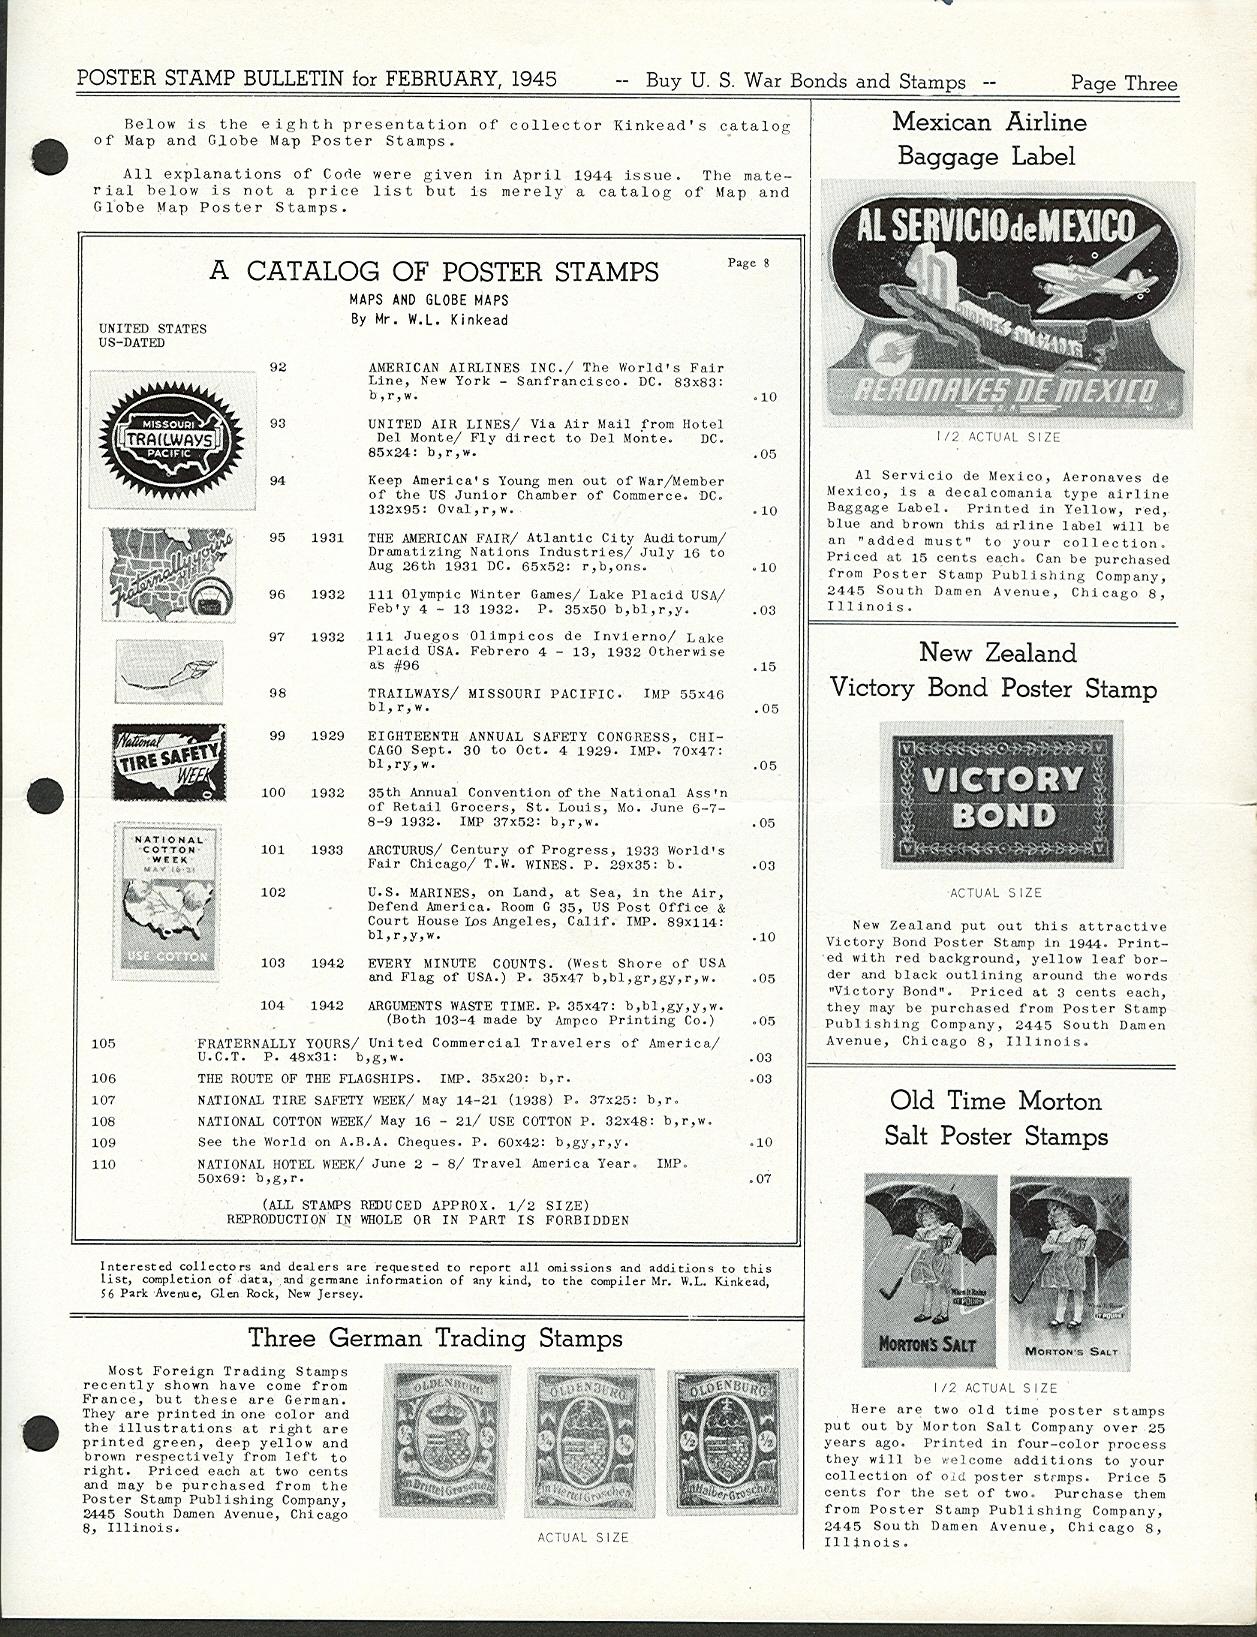 POSTER STAMP BULLETIN for FEBRUARY, 1945 -- Buy U. S. War Bonds and Stamps -- Page Three
Below is the eighth presentation of collector Kinkead's catalog
of Map and Globe Map Poster Stamps.
All explanations of Code were given in April 1944 issue. The mate-
rial below is not a price list but is merely a catalog of Map and
Globe Map Poster Stamps.
A CATALOG OF POSTER STAMPS Page 8
MAPS AND GLOBE MAPS
By Mr. W.L. Kinkead
UNITED STATES
US-DATED
92 AMERICAN AIRLINES INC./ The World's Fair
Line, New York - Sanfrancisco. DC. 83x83:
b,r,w. .10
93 UNITED AIR LINES/ Via Air Mail from Hotel
Del Monte/ Fly direct to Del Monte. DC.
85x24: b,r,w. .05
94 Keep America's Young men out of War/Member
of the US Junior Chamber of Commerce. DC.
132x95: Oval,r,w. .10
95 1931 THE AMERICAN FAIR/ Atlantic City Auditorum/
Dramatizing Nations Industries/ July 16 to
Aug 26th 1931 DC. 65x52: r,b,ons. .10
96 1932 111 Olympic Winter Games/ Lake Placid USA/
Feb'y 4 - 13 1932. P. 35x50 b,bl,r,y. .03
97 1932 111 Juegos Olimpicos de Invierno/ Lake
Placid USA. Febrero 4 - 13, 1932 Otherwise
as #96 .15
98 TRAILWAYS/ MISSOURI PACIFIC. IMP 55x46
bl,r,w. .05
99 1929 EIGHTEENTH ANNUAL SAFETY CONGRESS, CHI-
CAGO Sept. 30 to Oct. 4 1929. IMP. 70x47:
bl,ry,w. .05
100 1932 35th Annual Convention of the National Ass'n
of Retail Grocers, St. Louis, Mo. June 6-7-
8-9 1932. IMP 37x52: b,r,w. .05
101 1933 ARCTURUS/ Century of Progress, 1933 World's
Fair Chicago/ T.W. WINES. P. 29x35: b. .03
102 U.S. MARINES, on Land, at Sea, in the Air,
Defend America. Room G 35, US Post Office &
Court House Los Angeles, Calif. IMP. 89x114:
bl,r,y,w. .10
103 1942 EVERY MINUTE COUNTS. (West Shore of USA
and Flag of USA.) P. 35x47 b,bl,gr,gy,r,w. .05
104 1942 ARGUMENTS WASTE TIME. P. 35x47: b,bl,gy,y,w.
(Both 103-4 made by Ampco Printing Co.) .05
105 FRATERNALLY YOURS/ United Commercial Travelers of America/
U.C.T. P. 48x31: b,g,w. .03
106 THE ROUTE OF THE FLAGSHIPS. IMP. 35x20: b,r. .03
107 NATIONAL TIRE SAFETY WEEK/ May 14-21 (1938) P. 37x25: b,r.
108 NATIONAL COTTON WEEK/ May 16 - 21/ USE COTTON P. 32x48: b,r,w.
109 See the World on A.B.A. Cheques. P. 60x42: b,gy,r,y. .10
110 NATIONAL HOTEL WEEK/ June 2 - 8/ Travel America Year. IMP.
50x69: b,g,r. .07
(ALL STAMPS REDUCED APPROX. 1/2 SIZE)
REPRODUCTION IN WHOLE OR IN PART IS FORBIDDEN
MISSOURI
TRAILWAYS
PACIFIC
Fraternally yours
National
TIRE SAFETY
WEEK
NATIONAL
COTTON
WEEK
MAY 16-21
USE COTTON
Interested collectors and dealers are requested to report all omissions and additions to this
list, completion of data, and germane information of any kind, to the compiler Mr. W.L. Kinkead,
56 Park Avenue, Glen Rock, New Jersey.
Three German Trading Stamps
Most Foreign Trading Stamps
recently shown have come from
France, but these are German.
They are printed in one color and
the illustrations at right are
printed green, deep yellow and
brown respectively from left to
right. Priced each at two cents
and may be purchased from the
Poster Stamp Publishing Company,
2445 South Damen Avenue, Chicago
8, Illinois.
OLDENBURG
1/3
1/3
ein Drittel Groschen
OLDENBURG
1/4
1/4
ein Viertel Groschen
OLDENBURG
1/2
1/2
ein Halber Groschen
ACTUAL SIZE
Mexican Airline
Baggage Label
AL SERVICIO de MEXICO
10
AERONAVES DE MEXICO
S.A.
1/2 ACTUAL SIZE
Al Servicio de Mexico, Aeronaves de
Mexico, is a decalcomania type airline
Baggage Label. Printed in Yellow, red,
blue and brown this airline label will be
an "added must" to your collection.
Priced at 15 cents each. Can be purchased
from Poster Stamp Publishing Company,
2445 South Damen Avenue, Chicago 8,
Illinois.
New Zealand
Victory Bond Poster Stamp
V V
VICTORY
BOND
V V
ACTUAL SIZE
New Zealand put out this attractive
Victory Bond Poster Stamp in 1944. Print-
ed with red background, yellow leaf bor-
der and black outlining around the words
"Victory Bond". Priced at 3 cents each,
they may be purchased from Poster Stamp
Publishing Company, 2445 South Damen
Avenue, Chicago 8, Illinois.
Old Time Morton
Salt Poster Stamps
When It Rains
IT POURS
MORTON'S SALT
When It Rains
IT POURS
MORTON'S SALT
1/2 ACTUAL SIZE
Here are two old time poster stamps
put out by Morton Salt Company over 25
years ago. Printed in four-color process
they will be welcome additions to your
collection of old poster stamps. Price 5
cents for the set of two. Purchase them
from Poster Stamp Publishing Company,
2445 South Damen Avenue, Chicago 8,
Illinois.